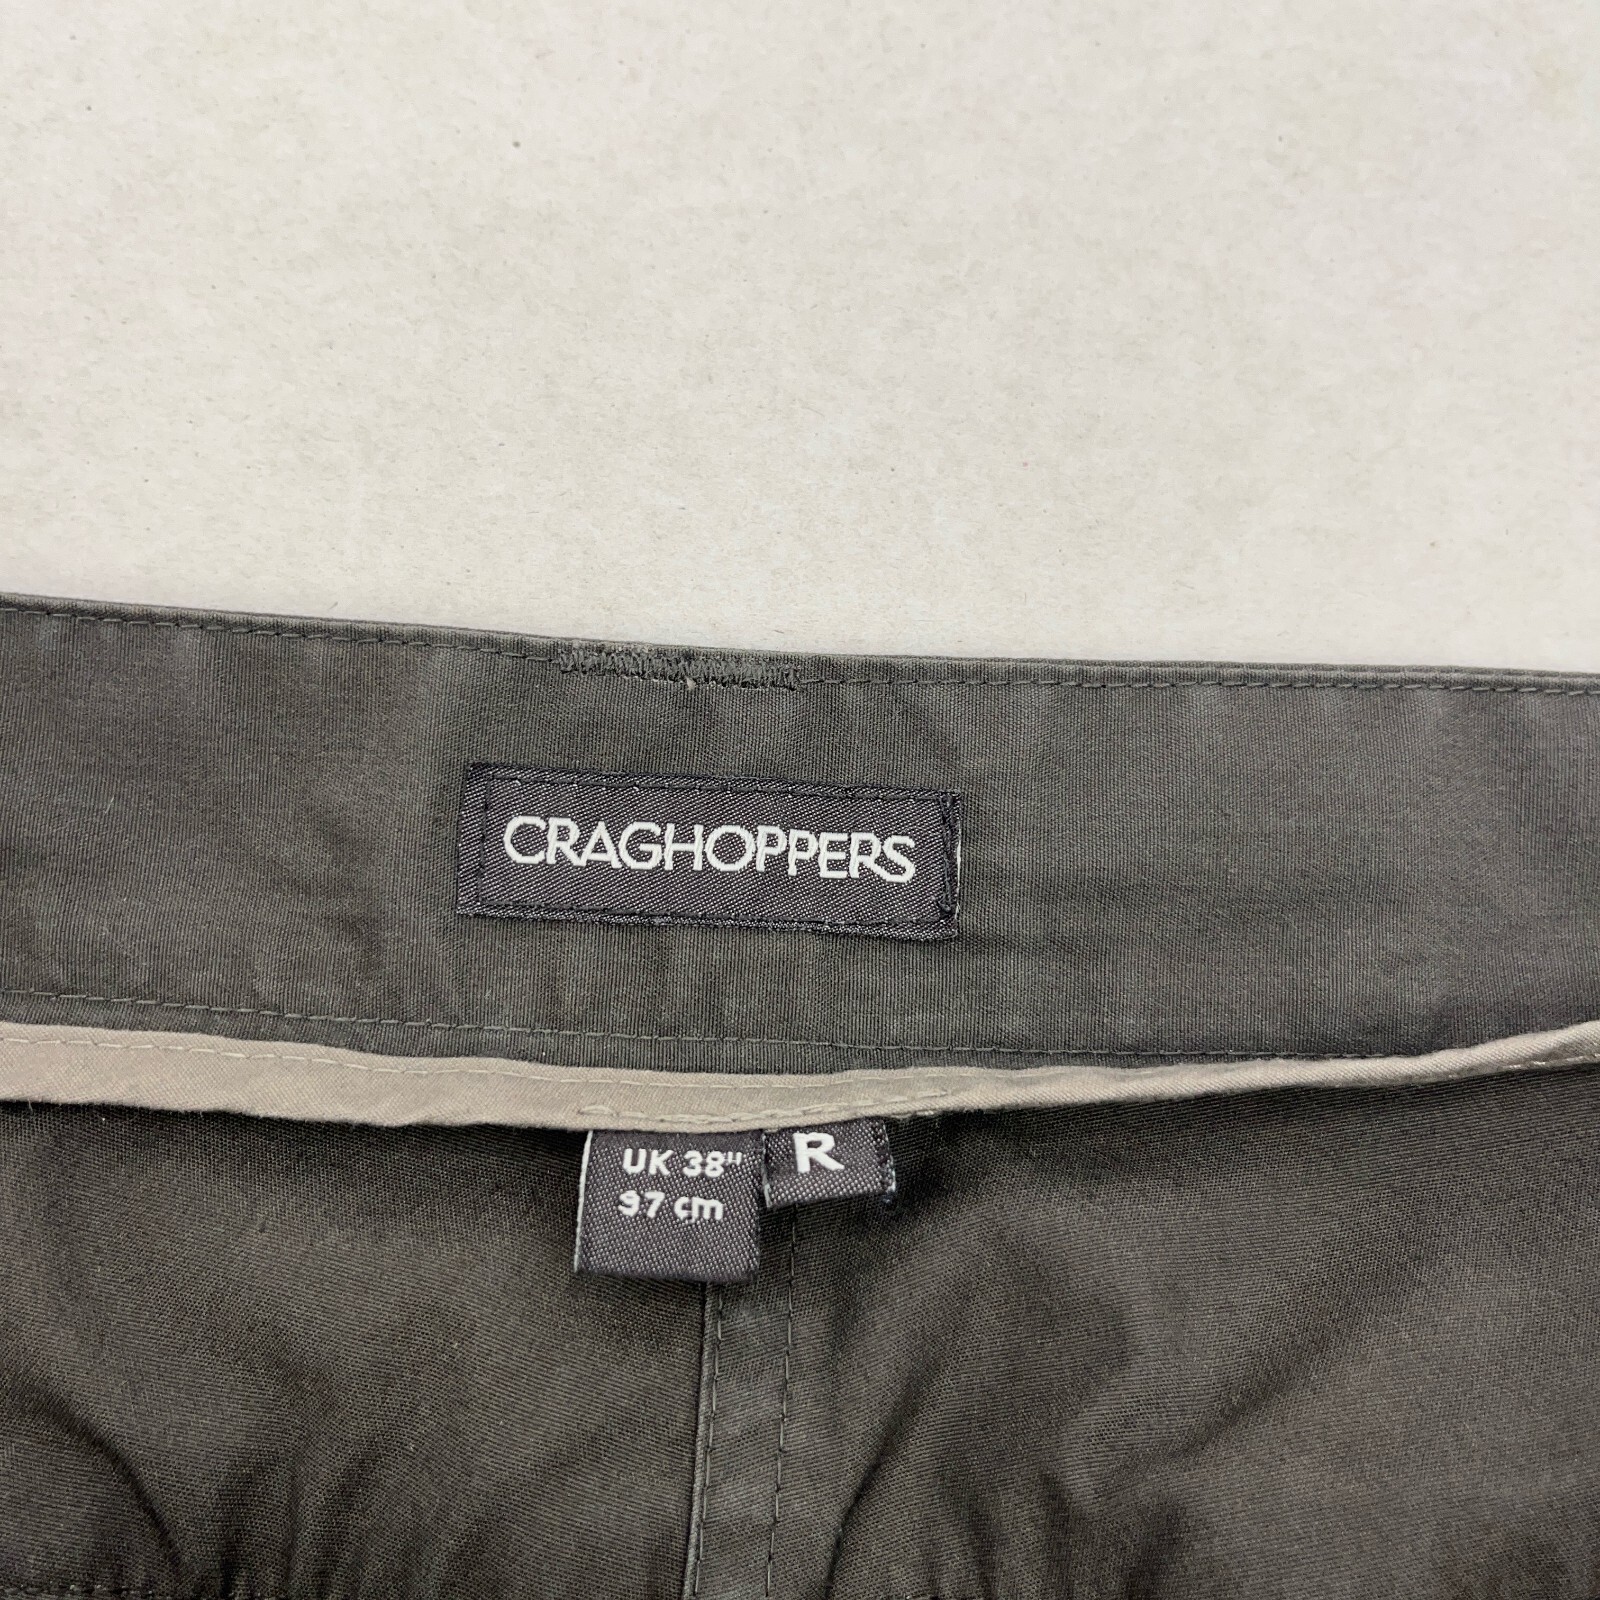 CRAGHOPPERS
UK 38" R
97 cm